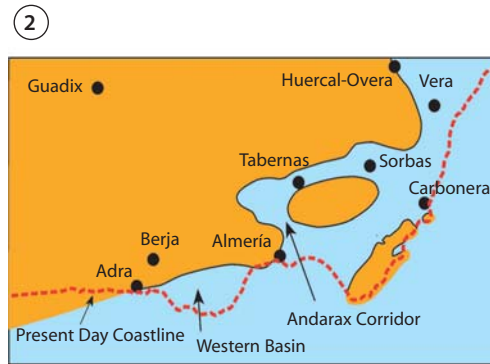 2
Guadix
Huercal-Overa
Vera
Tabernas
Sorbas
Carbonera
Berja
Almería
Adra
Andarax Corridor
Present Day Coastline
Western Basin